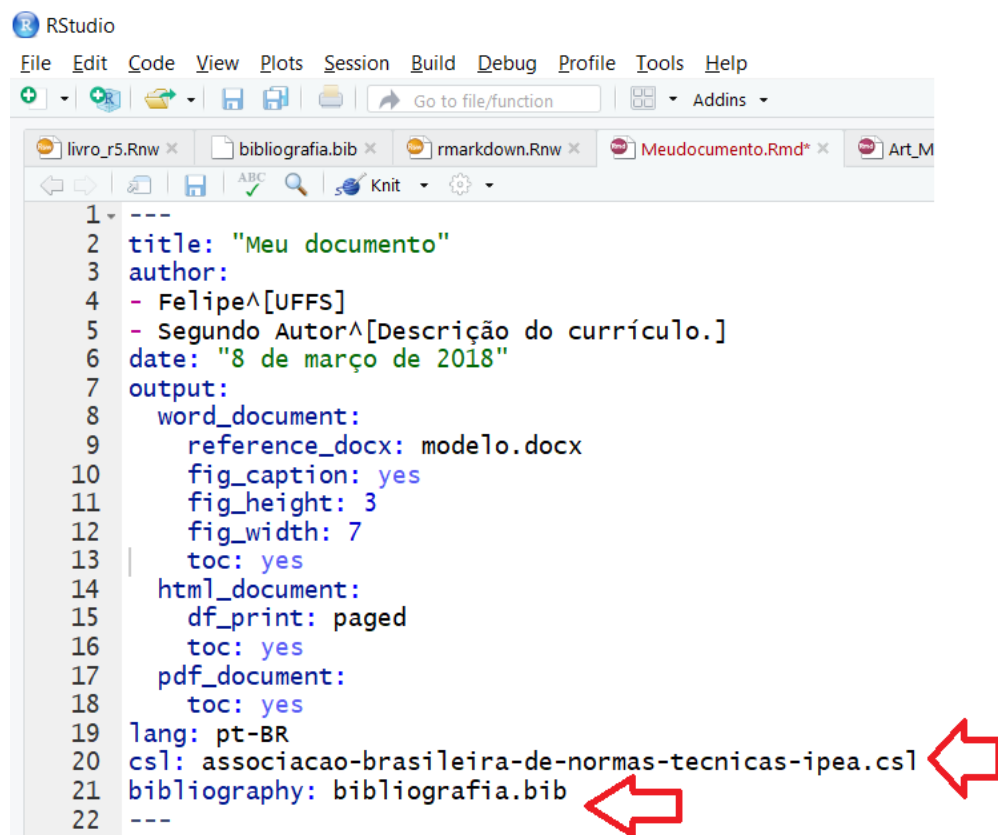 R RStudio
File Edit Code View Plots Session Build Debug Profile Tools Help
R Go to file/function Addins
livro_r5.Rnw × bibliografia.bib × rmarkdown.Rnw × Meudocumento.Rmd* × Art_M
ABC Knit
1 ---
2 title: "Meu documento"
3 author:
4 - Felipe^[UFFS]
5 - Segundo Autor^[Descrição do currículo.]
6 date: "8 de março de 2018"
7 output:
8   word_document:
9     reference_docx: modelo.docx
10     fig_caption: yes
11     fig_height: 3
12     fig_width: 7
13     toc: yes
14   html_document:
15     df_print: paged
16     toc: yes
17   pdf_document:
18     toc: yes
19 lang: pt-BR
20 csl: associacao-brasileira-de-normas-tecnicas-ipea.csl
21 bibliography: bibliografia.bib
22 ---